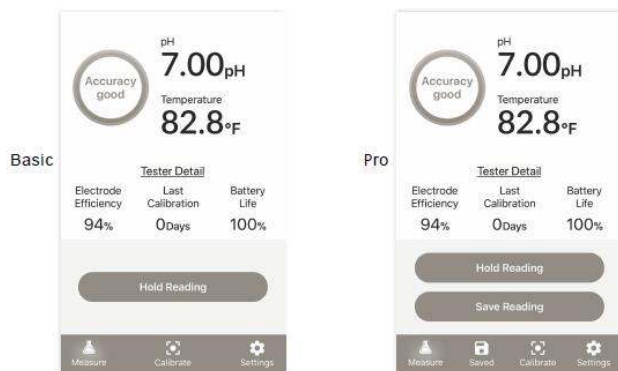 Basic
pH
7.00pH
Accuracy
good
Temperature
82.8°F
Tester Detail
Electrode Efficiency
Last Calibration
Battery Life
94%
0Days
100%
Hold Reading
Measure
Calibrate
Settings
Pro
pH
7.00pH
Accuracy
good
Temperature
82.8°F
Tester Detail
Electrode Efficiency
Last Calibration
Battery Life
94%
0Days
100%
Hold Reading
Save Reading
Measure
Saved
Calibrate
Settings